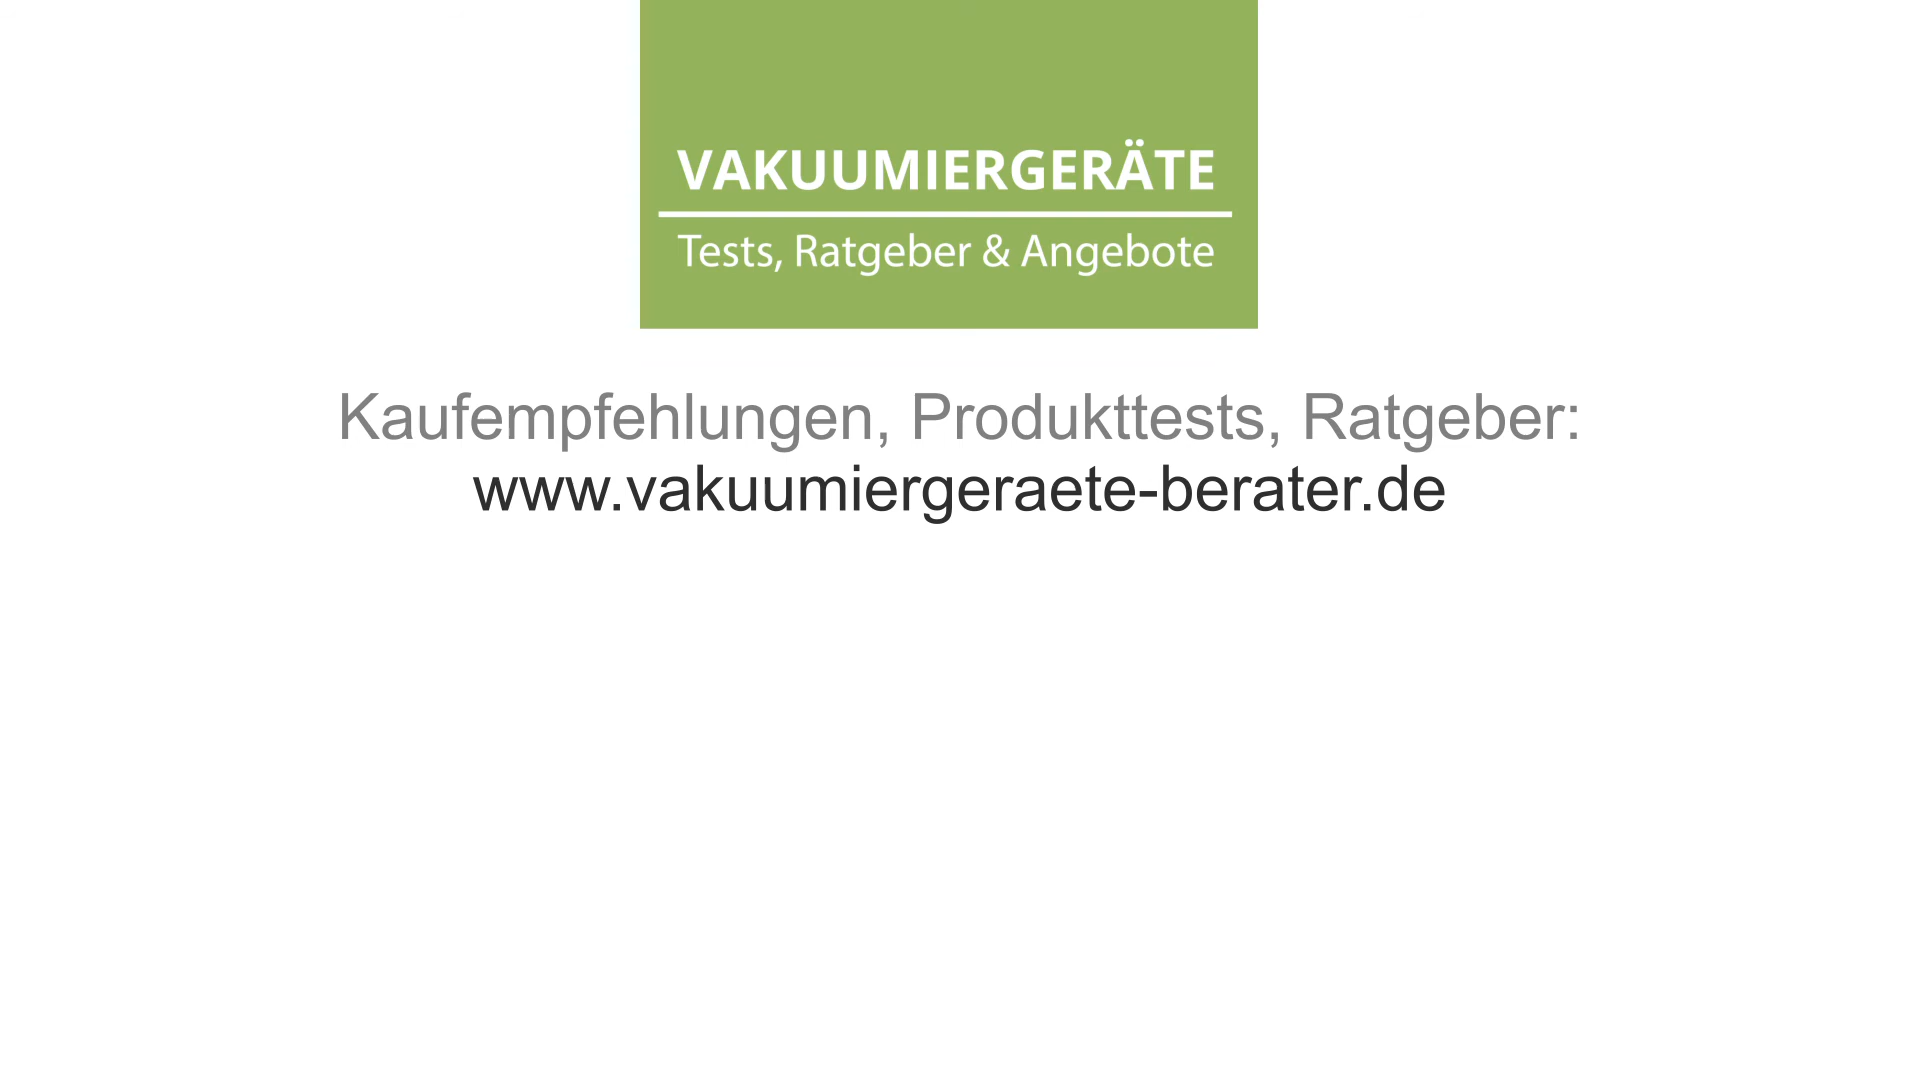 VAKUUMIERGERÄTE
Tests, Ratgeber & Angebote
Kaufempfehlungen, Produkttests, Ratgeber:
www.vakuumiergeraete-berater.de